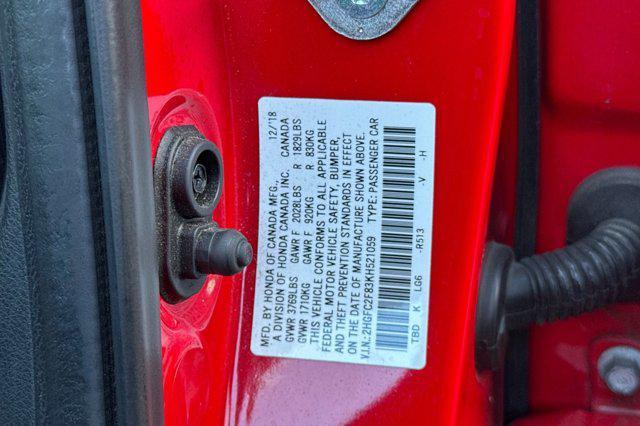 MFD. BY HONDA OF CANADA MFG., 12/'18
A DIVISION OF HONDA CANADA INC. CANADA
GVWR 3769LBS GAWR F 2028LBS R 1829LBS
GVWR 1710KG GAWR F 920KG R 830KG
THIS VEHICLE CONFORMS TO ALL APPLICABLE
FEDERAL MOTOR VEHICLE SAFETY, BUMPER,
AND THEFT PREVENTION STANDARDS IN EFFECT
ON THE DATE OF MANUFACTURE SHOWN ABOVE.
V.I.N.: 2HGFC2F83KH521059 TYPE: PASSENGER CAR
TBD K LG6 -R513 -V -H